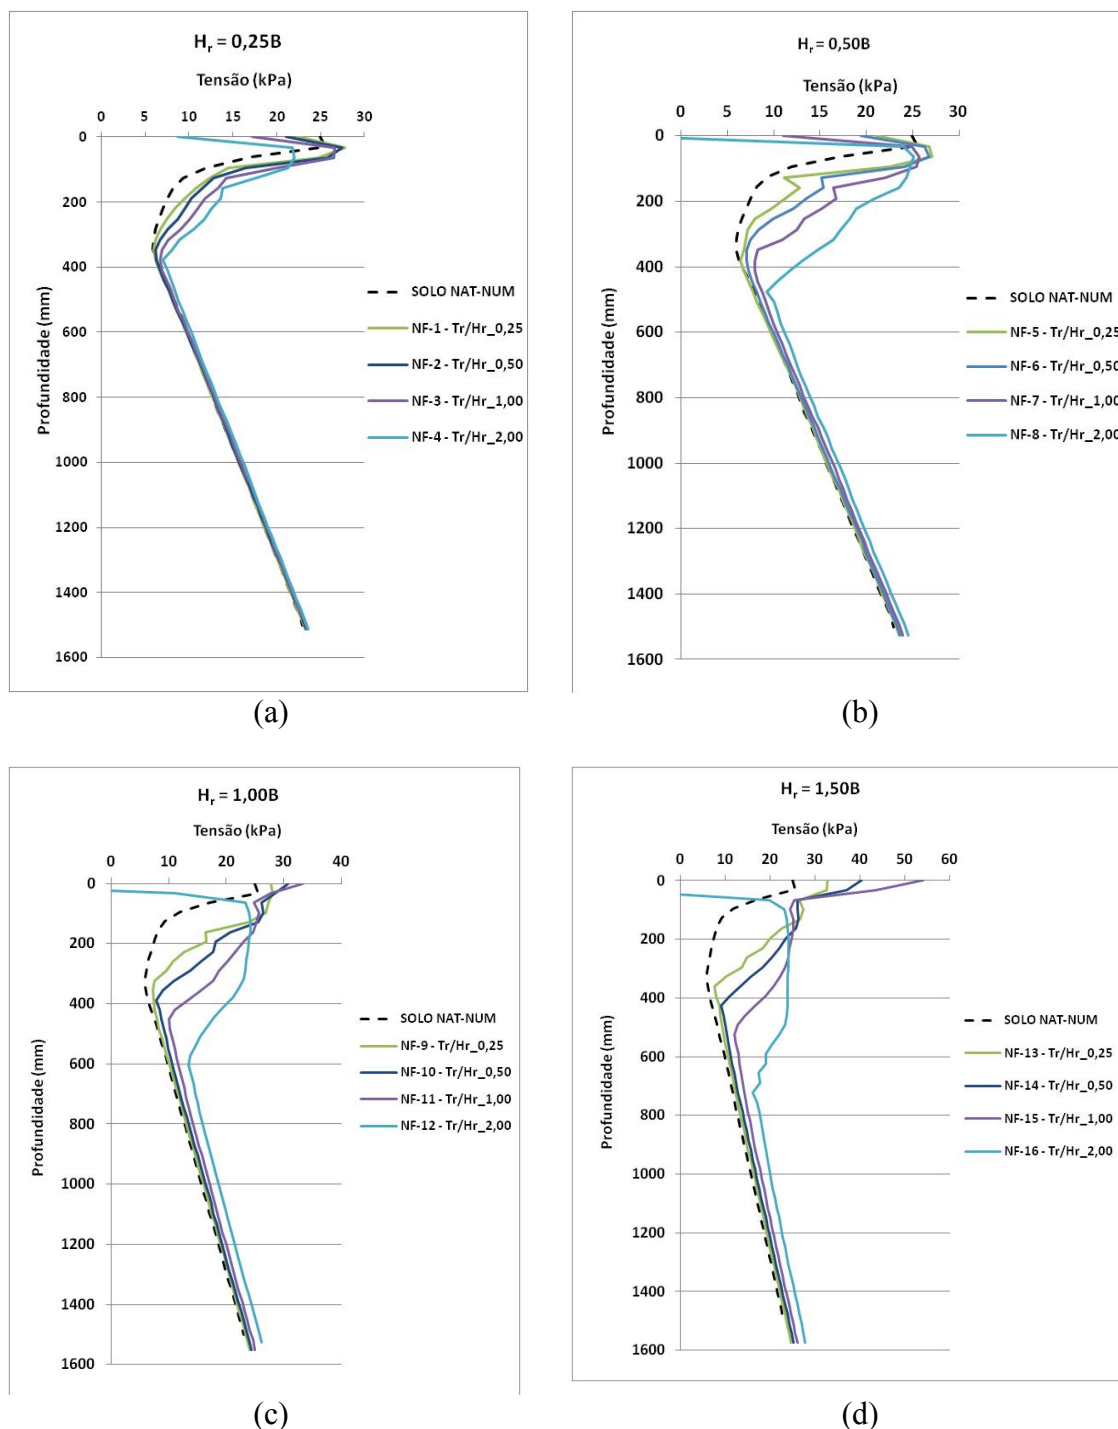 H_r = 0,25B
Tensão (kPa)
0 5 10 15 20 25 30
0
200
400
600
800
1000
1200
1400
1600
Profundidade (mm)
SOLO NAT-NUM
NF-1 - Tr/Hr_0,25
NF-2 - Tr/Hr_0,50
NF-3 - Tr/Hr_1,00
NF-4 - Tr/Hr_2,00
(a)
H_r = 0,50B
Tensão (kPa)
0 5 10 15 20 25 30
0
200
400
600
800
1000
1200
1400
1600
Profundidade (mm)
SOLO NAT-NUM
NF-5 - Tr/Hr_0,25
NF-6 - Tr/Hr_0,50
NF-7 - Tr/Hr_1,00
NF-8 - Tr/Hr_2,00
(b)
H_r = 1,00B
Tensão (kPa)
0 10 20 30 40
0
200
400
600
800
1000
1200
1400
1600
Profundidade (mm)
SOLO NAT-NUM
NF-9 - Tr/Hr_0,25
NF-10 - Tr/Hr_0,50
NF-11 - Tr/Hr_1,00
NF-12 - Tr/Hr_2,00
(c)
H_r = 1,50B
Tensão (kPa)
0 10 20 30 40 50 60
0
200
400
600
800
1000
1200
1400
1600
Profundidade (mm)
SOLO NAT-NUM
NF-13 - Tr/Hr_0,25
NF-14 - Tr/Hr_0,50
NF-15 - Tr/Hr_1,00
NF-16 - Tr/Hr_2,00
(d)